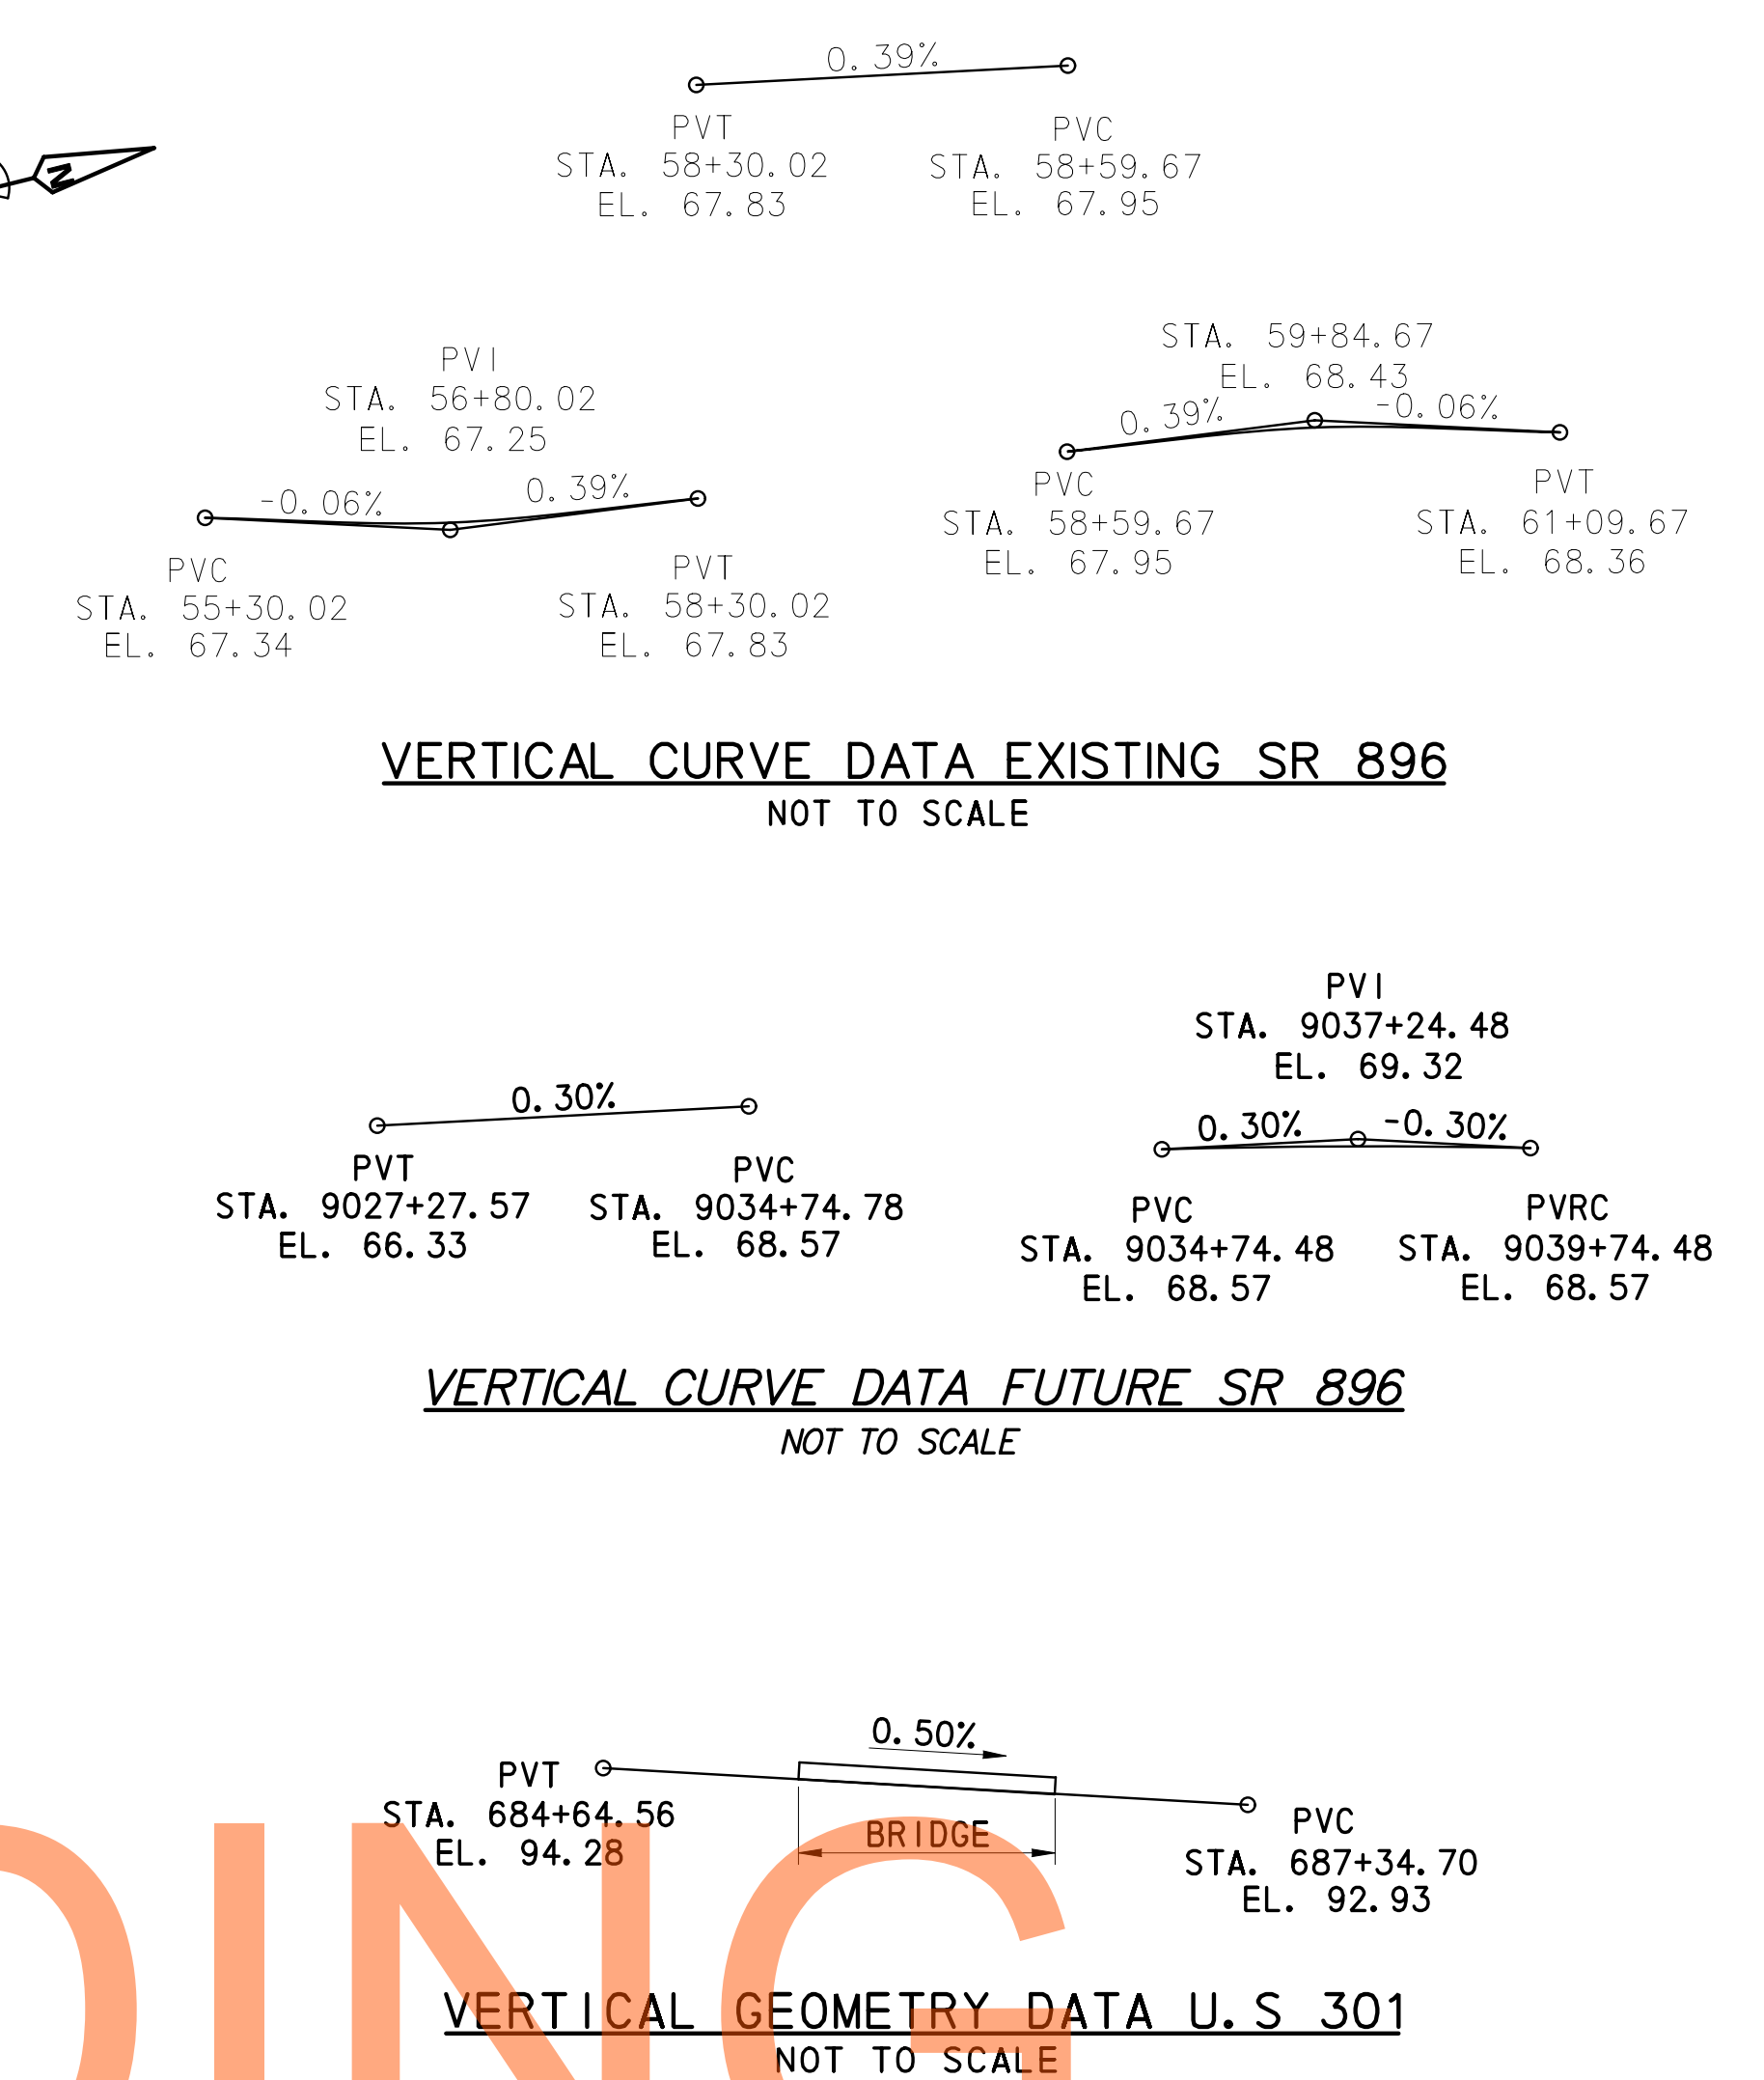 0.39%
PVT
STA. 58+30.02
EL. 67.83
PVC
STA. 58+59.67
EL. 67.95
N
PVI
STA. 56+80.02
EL. 67.25
-0.06%
0.39%
PVC
STA. 55+30.02
EL. 67.34
PVT
STA. 58+30.02
EL. 67.83
STA. 59+84.67
EL. 68.43
0.39%
-0.06%
PVC
STA. 58+59.67
EL. 67.95
PVT
STA. 61+09.67
EL. 68.36
VERTICAL CURVE DATA EXISTING SR 896
NOT TO SCALE
0.30%
PVT
STA. 9027+27.57
EL. 66.33
PVC
STA. 9034+74.78
EL. 68.57
PVI
STA. 9037+24.48
EL. 69.32
0.30%
-0.30%
PVC
STA. 9034+74.48
EL. 68.57
PVRC
STA. 9039+74.48
EL. 68.57
VERTICAL CURVE DATA FUTURE SR 896
NOT TO SCALE
0.50%
PVT
STA. 684+64.56
EL. 94.28
BRIDGE
PVC
STA. 687+34.70
EL. 92.93
VERTICAL GEOMETRY DATA U.S 301
NOT TO SCALE